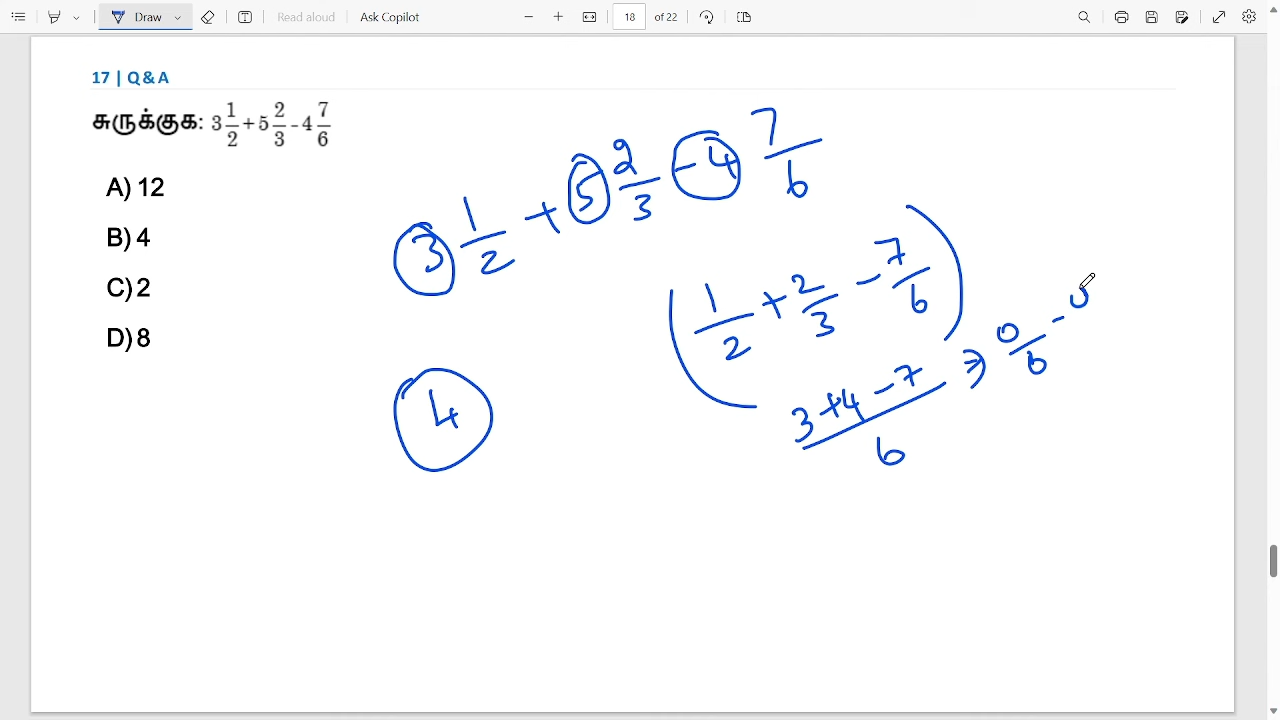 Draw Read aloud Ask Copilot 18 of 22
17 | Q & A
சுருக்குக: 3 1/2 + 5 2/3 - 4 7/6
A) 12
B) 4
C) 2
D) 8
3 1/2 + 5 2/3 - 4 7/6
( 1/2 + 2/3 - 7/6 )
3 + 4 - 7 / 6 ⇒ 0/6 -
4